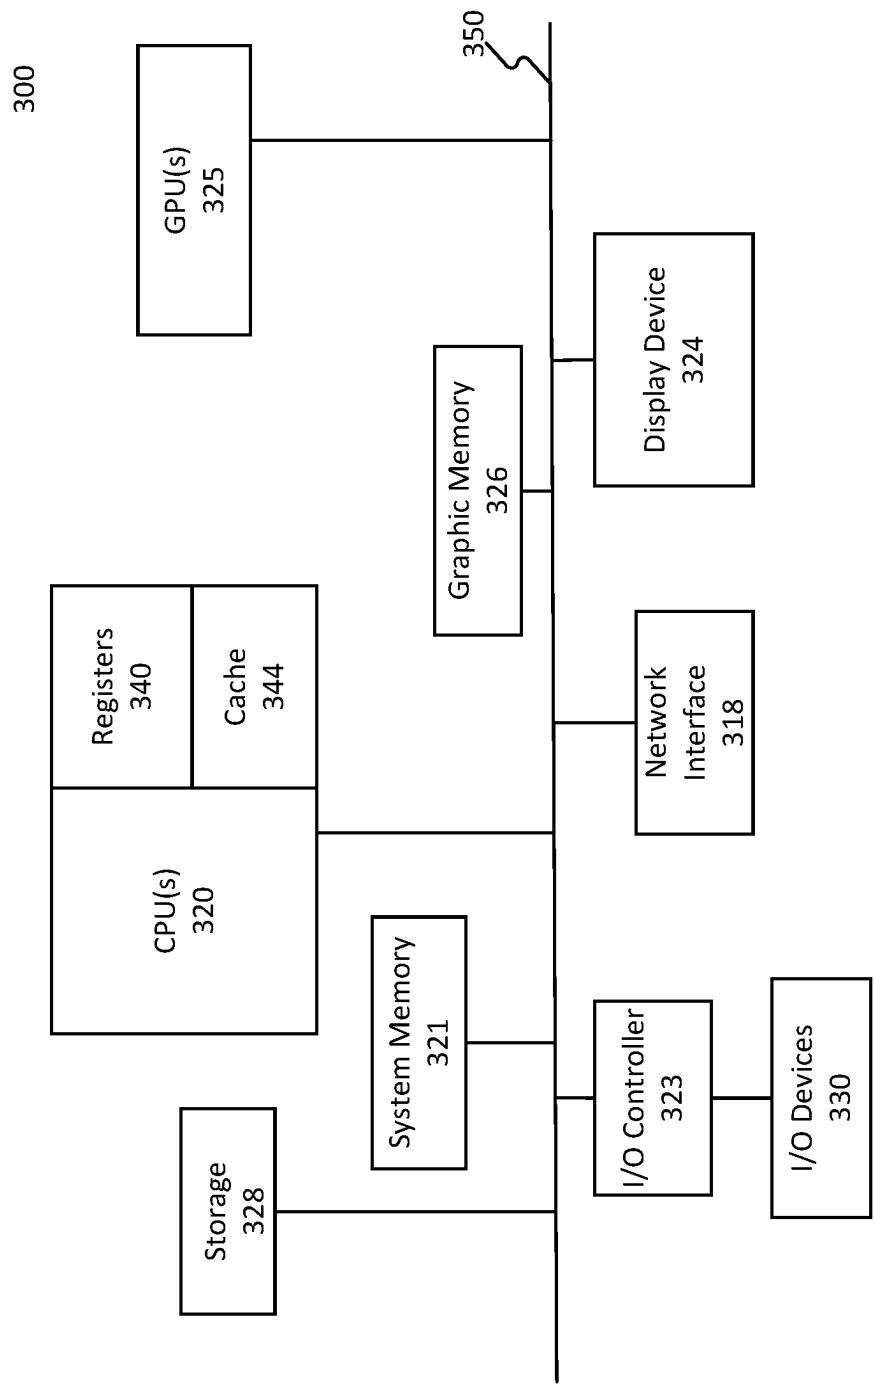 300
Storage
328
CPU(s)
320
Registers
340
Cache
344
GPU(s)
325
System Memory
321
Graphic Memory
326
350
I/O Controller
323
Network
Interface
318
Display Device
324
I/O Devices
330